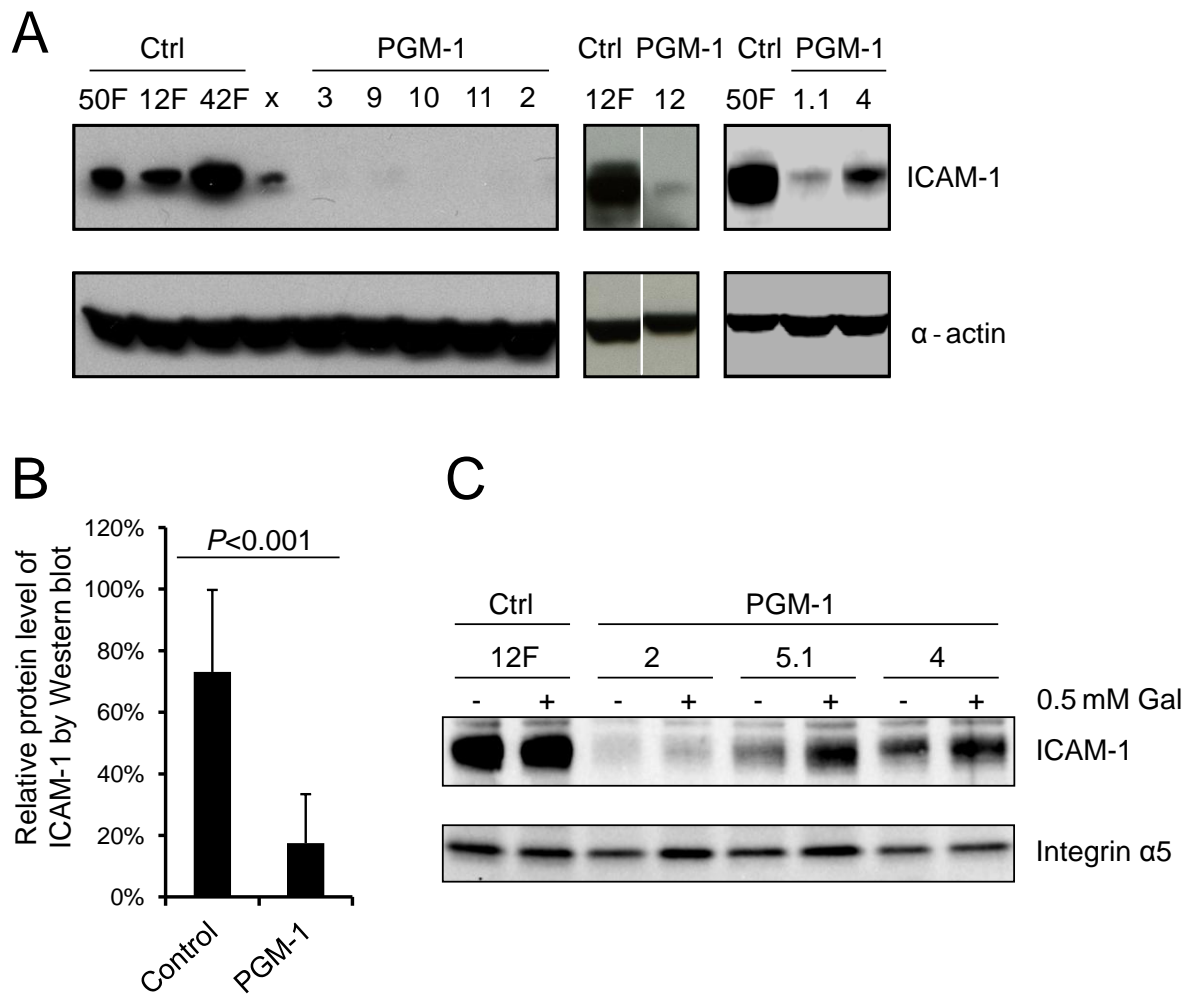 A
Ctrl PGM-1 Ctrl PGM-1 Ctrl PGM-1
50F 12F 42F x 3 9 10 11 2 12F 12 50F 1.1 4
ICAM-1
α - actin
B
P<0.001
Relative protein level of
ICAM-1 by Western blot
120%
100%
80%
60%
40%
20%
0%
Control PGM-1
C
Ctrl PGM-1
12F 2 5.1 4
- + - + - + - + 0.5 mM Gal
ICAM-1
Integrin α5